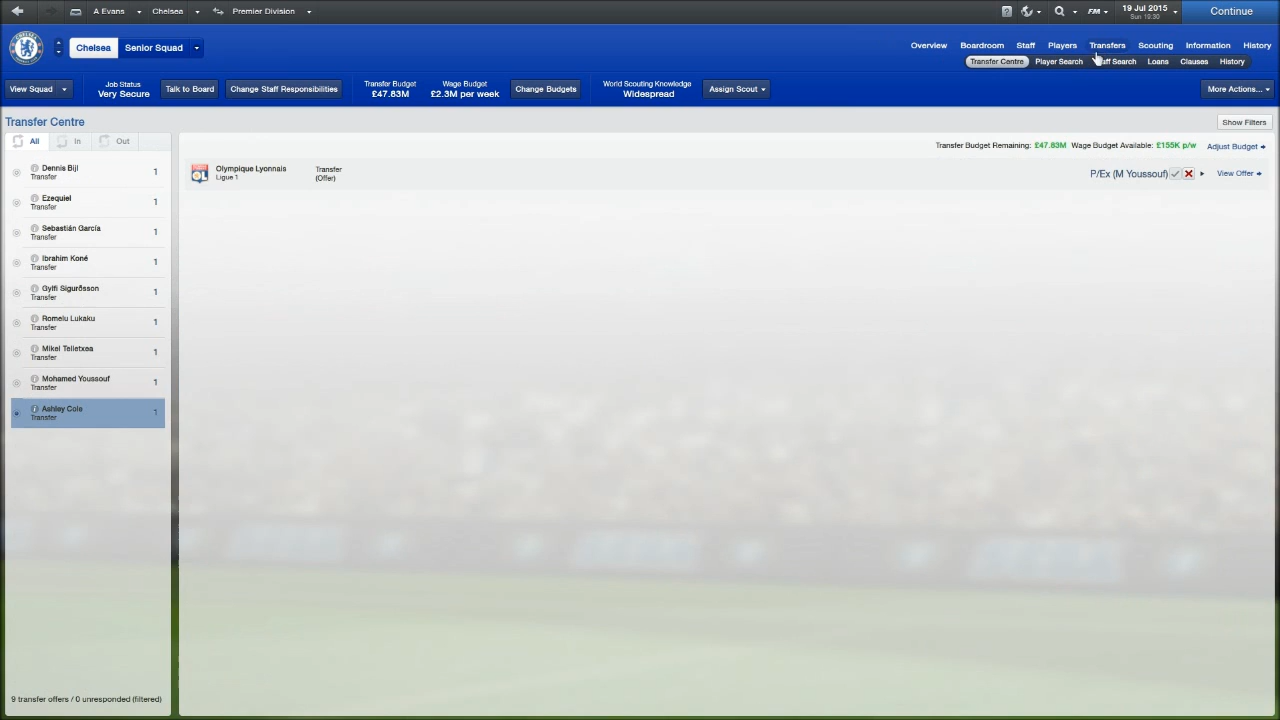 A Evans
Chelsea
Premier Division
FM
19 Jul 2015
Sun 19:30
Continue
Chelsea
Senior Squad
Overview
Boardroom
Staff
Players
Transfers
Scouting
Information
History
Transfer Centre
Player Search
ff Search
Loans
Clauses
History
View Squad
Job Status
Very Secure
Talk to Board
Change Staff Responsibilities
Transfer Budget
£47.83M
Wage Budget
£2.3M per week
Change Budgets
World Scouting Knowledge
Widespread
Assign Scout
More Actions...
Transfer Centre
Show Filters
All
In
Out
Transfer Budget Remaining: £47.83M Wage Budget Available: £155K p/w
Adjust Budget
Olympique Lyonnais
Ligue 1
Transfer
(Offer)
P/Ex (M Youssouf)
View Offer
Dennis Bijl 1
Transfer
Ezequiel 1
Transfer
Sebastián García 1
Transfer
Ibrahim Koné 1
Transfer
Gylfi Sigurðsson 1
Transfer
Romelu Lukaku 1
Transfer
Mikel Telletxea 1
Transfer
Mohamed Youssouf 1
Transfer
Ashley Cole 1
Transfer
9 transfer offers / 0 unresponded (filtered)